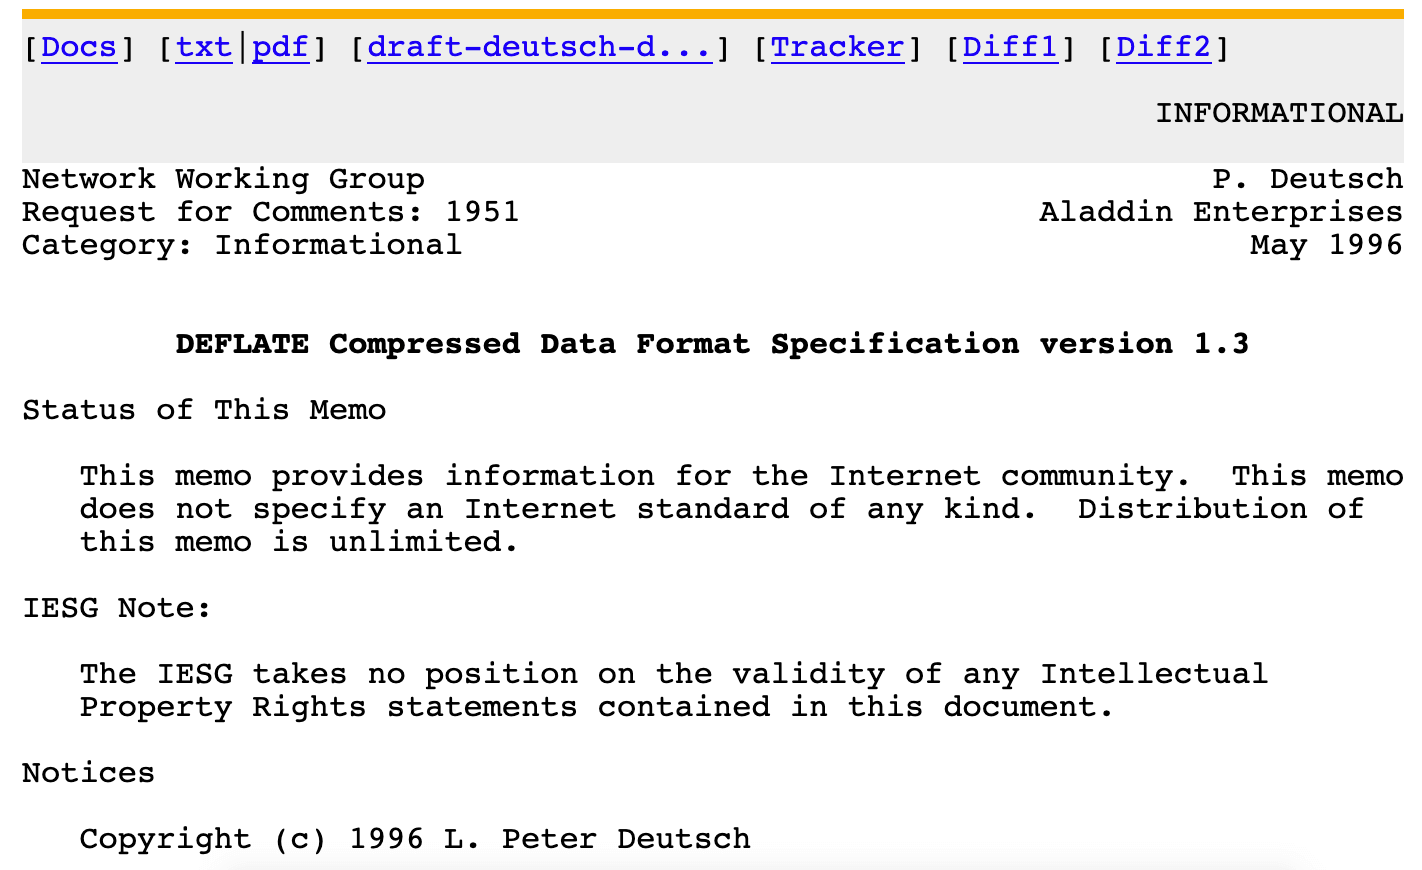 [Docs] [txt|pdf] [draft-deutsch-d...] [Tracker] [Diff1] [Diff2]
INFORMATIONAL
Network Working Group P. Deutsch
Request for Comments: 1951 Aladdin Enterprises
Category: Informational May 1996
DEFLATE Compressed Data Format Specification version 1.3
Status of This Memo
This memo provides information for the Internet community.  This memo
does not specify an Internet standard of any kind.  Distribution of
this memo is unlimited.
IESG Note:
The IESG takes no position on the validity of any Intellectual
Property Rights statements contained in this document.
Notices
Copyright (c) 1996 L. Peter Deutsch